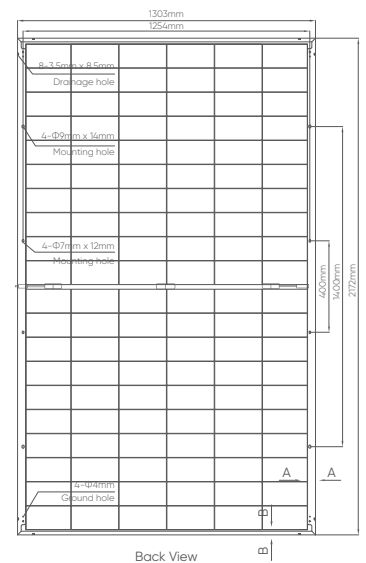 1303mm
1254mm
8-3.5mm x 8.5mm
Drainage hole
4-Φ9mm x 14mm
Mounting hole
4-Φ7mm x 12mm
Mounting hole
400mm
1400mm
2172mm
A A
4-Φ4mm
Ground hole
B
B
Back View